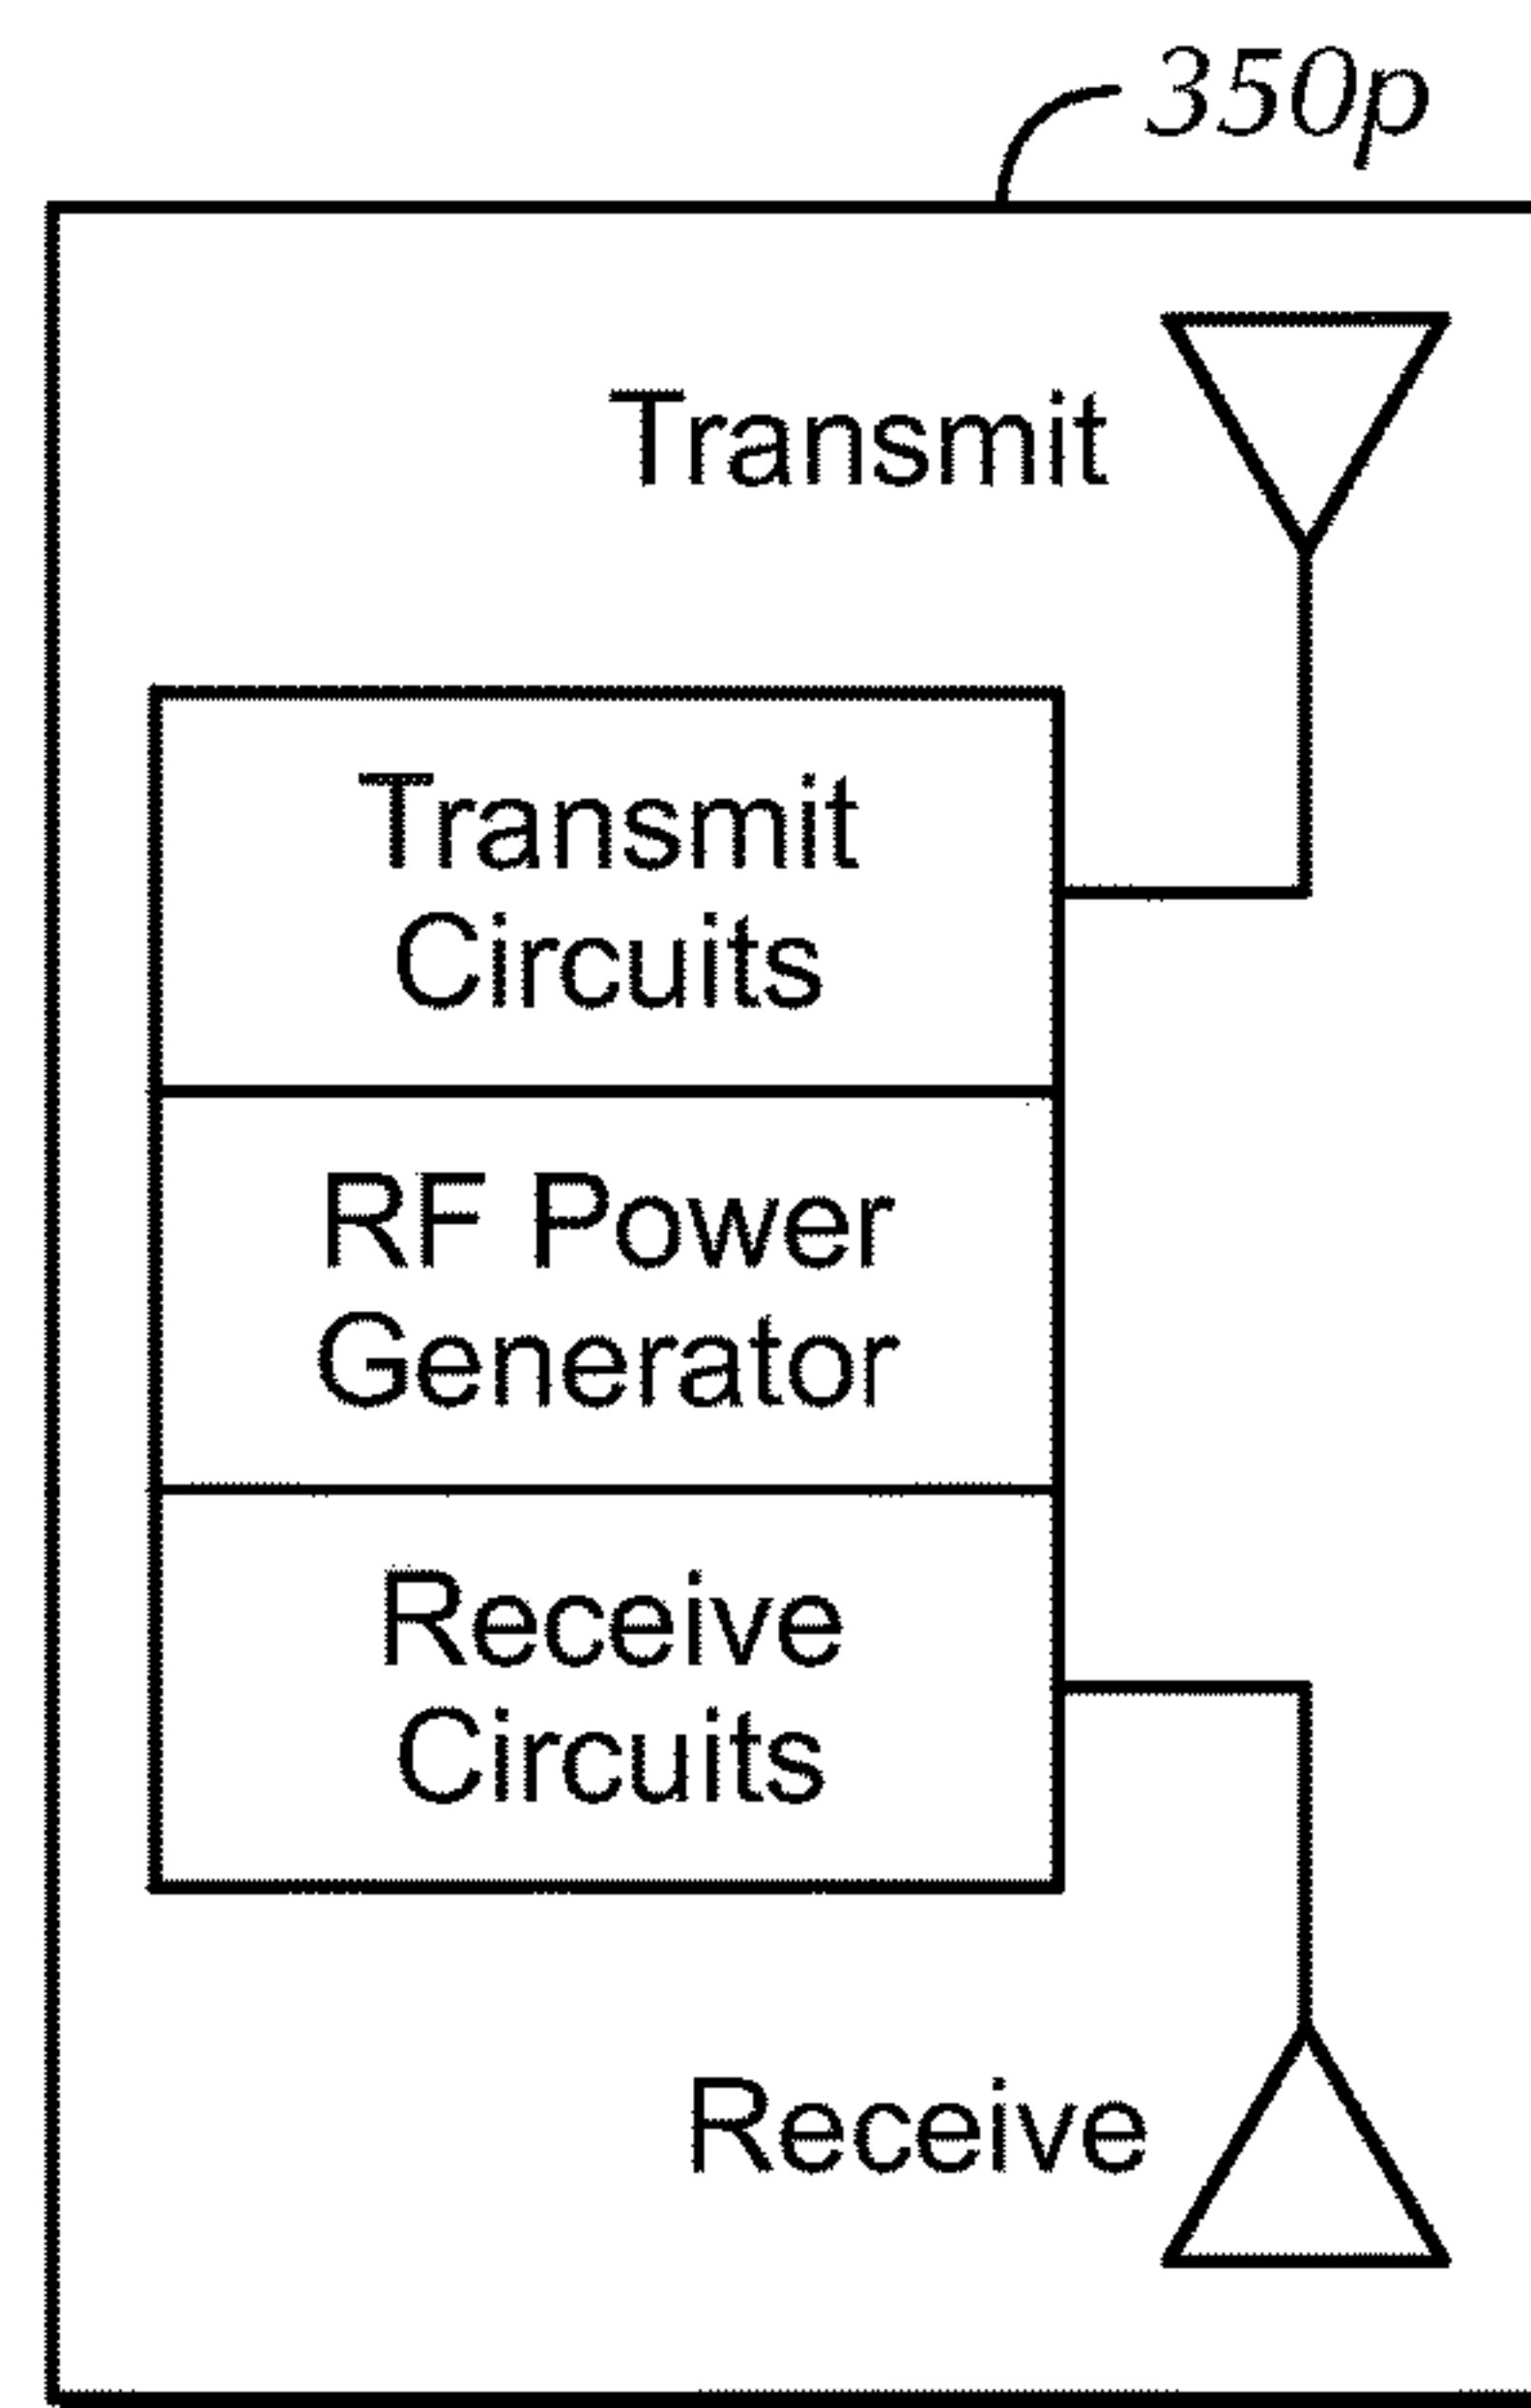 350p
Transmit
Transmit
Circuits
RF Power
Generator
Receive
Circuits
Receive